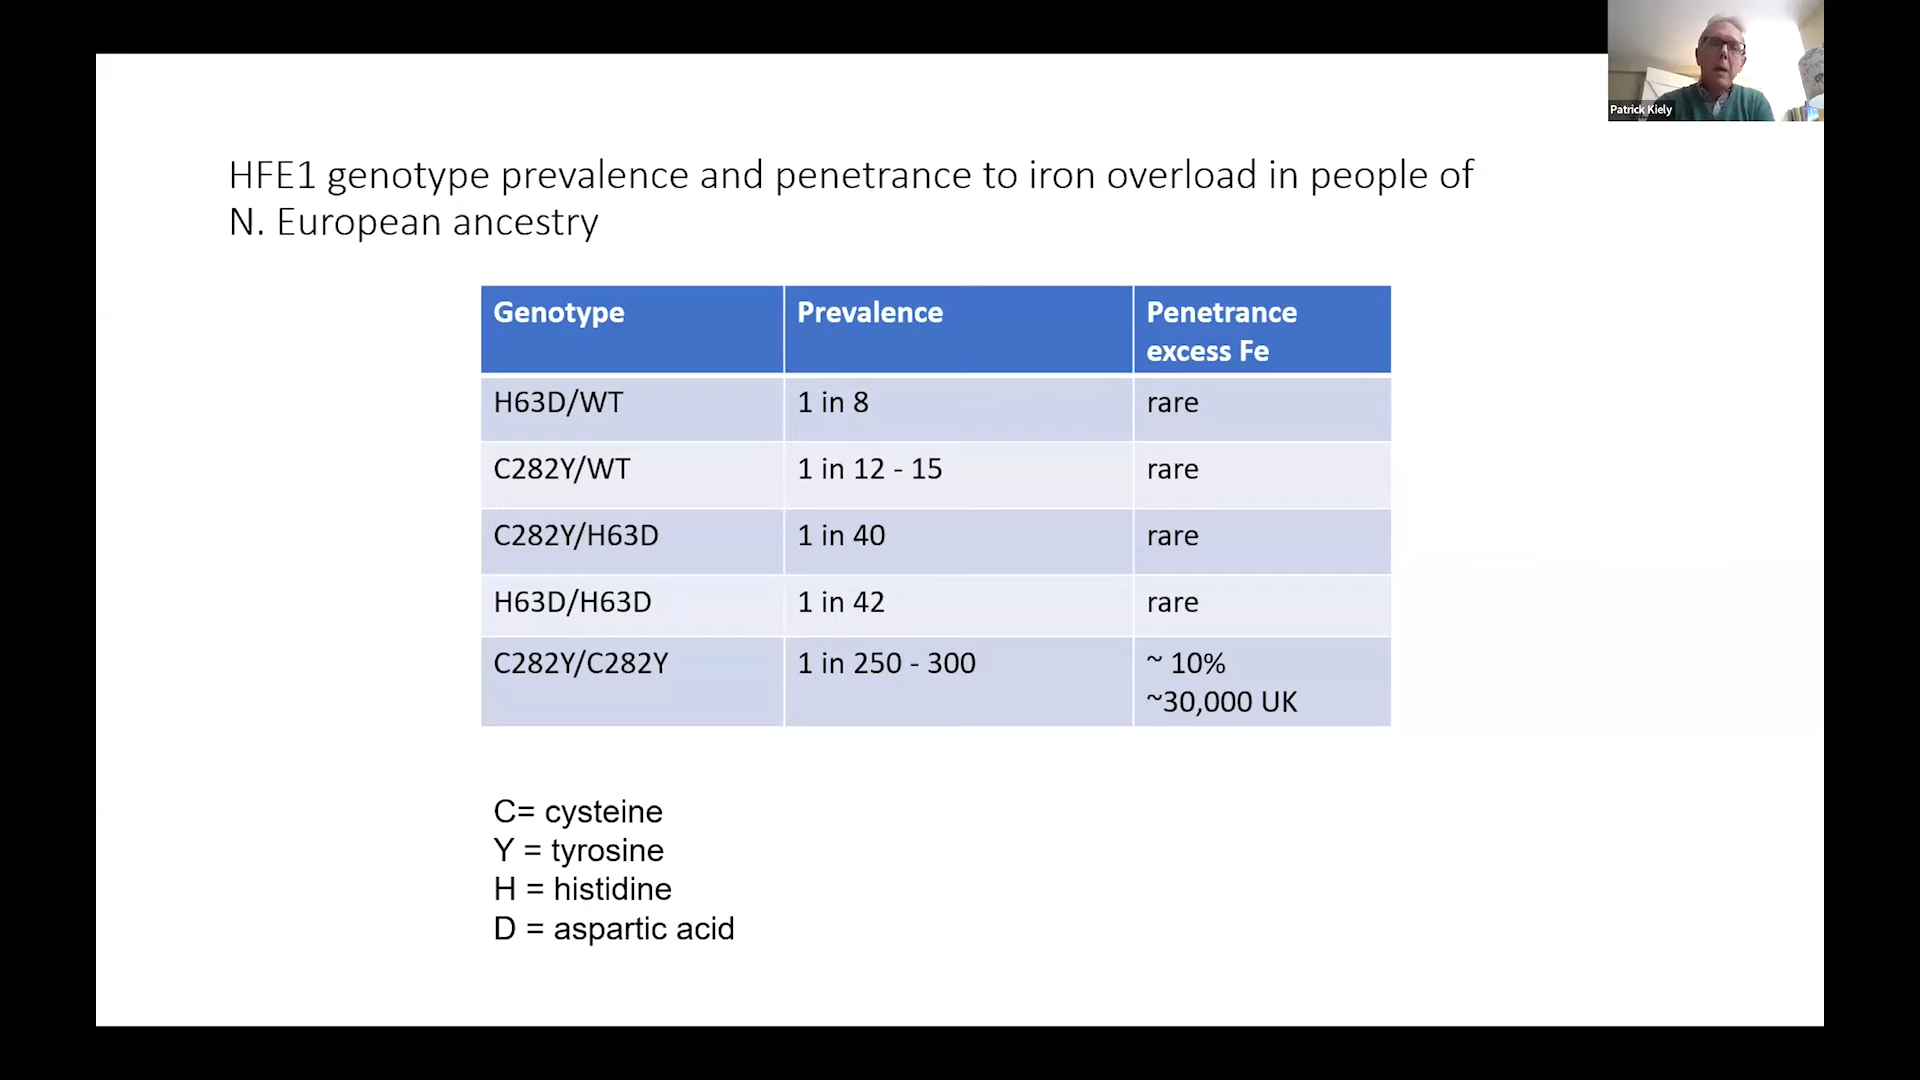 Patrick Kiely
HFE1 genotype prevalence and penetrance to iron overload in people of
N. European ancestry
Genotype Prevalence Penetrance
excess Fe
H63D/WT 1 in 8 rare
C282Y/WT 1 in 12 - 15 rare
C282Y/H63D 1 in 40 rare
H63D/H63D 1 in 42 rare
C282Y/C282Y 1 in 250 - 300 ~ 10%
~30,000 UK
C= cysteine
Y = tyrosine
H = histidine
D = aspartic acid